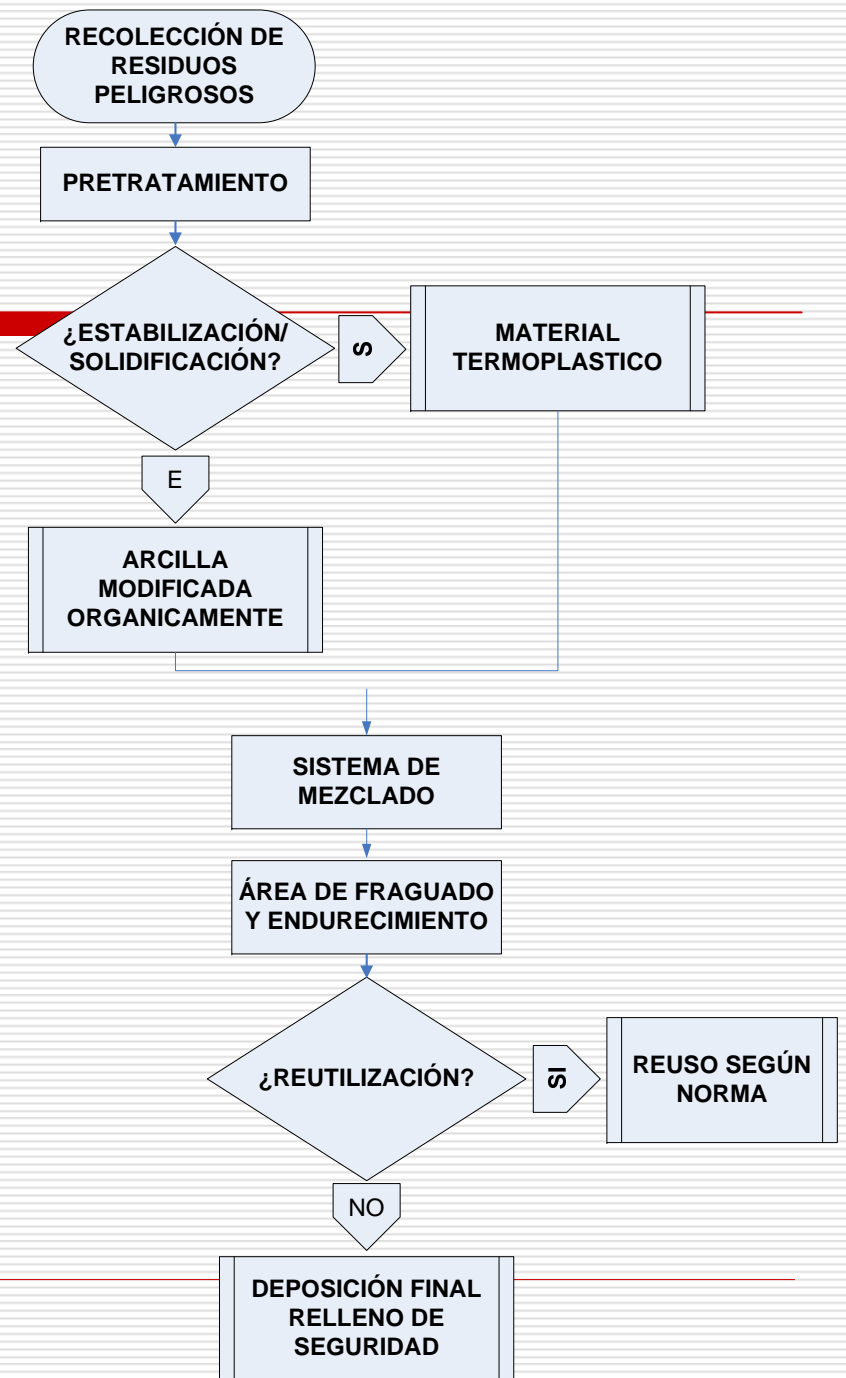 RECOLECCIÓN DE
RESIDUOS
PELIGROSOS
PRETRATAMIENTO
¿ESTABILIZACIÓN/
SOLIDIFICACIÓN?
S
MATERIAL
TERMOPLASTICO
E
ARCILLA
MODIFICADA
ORGANICAMENTE
SISTEMA DE
MEZCLADO
ÁREA DE FRAGUADO
Y ENDURECIMIENTO
¿REUTILIZACIÓN?
SI
REUSO SEGÚN
NORMA
NO
DEPOSICIÓN FINAL
RELLENO DE
SEGURIDAD